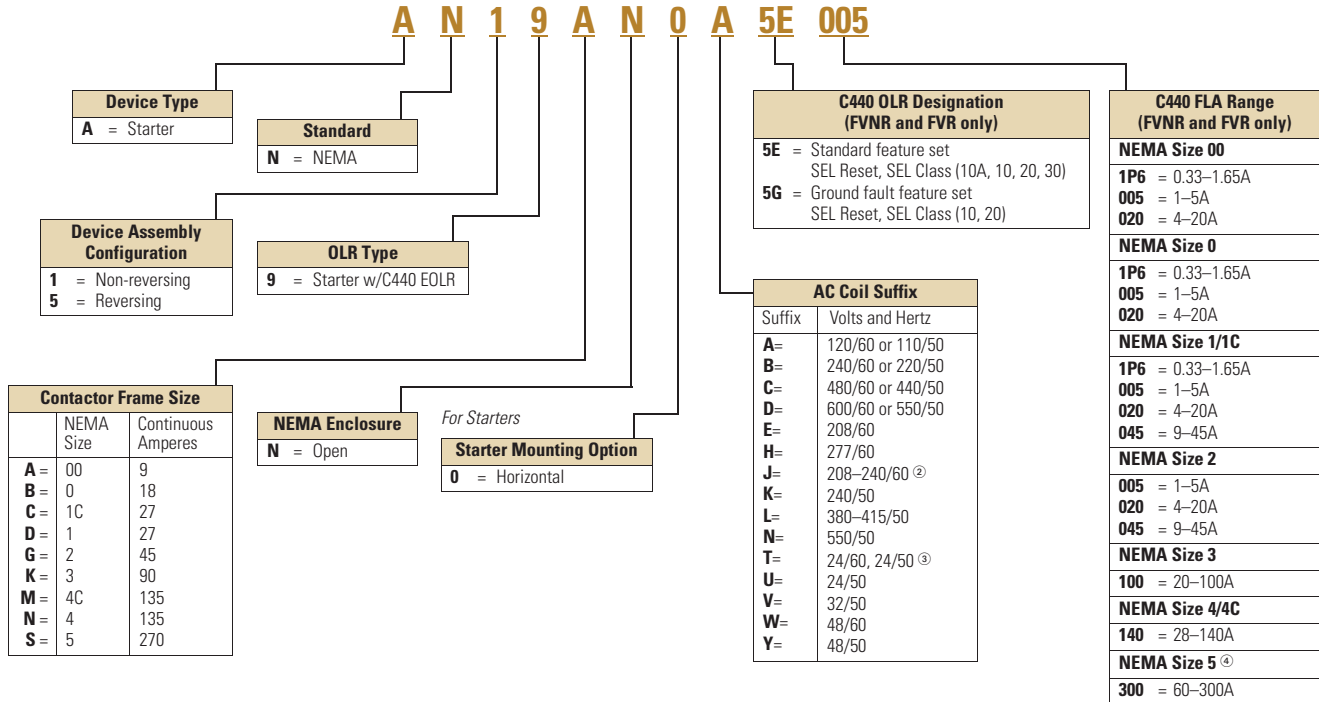 A N 1 9 A N 0 A 5E 005
Device Type
A = Starter
Standard
N = NEMA
Device Assembly
Configuration
1 = Non-reversing
5 = Reversing
OLR Type
9 = Starter w/C440 EOLR
Contactor Frame Size
NEMA Size Continuous Amperes
A = 00 9
B = 0 18
C = 1C 27
D = 1 27
G = 2 45
K = 3 90
M = 4C 135
N = 4 135
S = 5 270
NEMA Enclosure
N = Open
For Starters
Starter Mounting Option
0 = Horizontal
C440 OLR Designation
(FVNR and FVR only)
5E = Standard feature set
SEL Reset, SEL Class (10A, 10, 20, 30)
5G = Ground fault feature set
SEL Reset, SEL Class (10, 20)
AC Coil Suffix
Suffix Volts and Hertz
A= 120/60 or 110/50
B= 240/60 or 220/50
C= 480/60 or 440/50
D= 600/60 or 550/50
E= 208/60
H= 277/60
J= 208–240/60 ②
K= 240/50
L= 380–415/50
N= 550/50
T= 24/60, 24/50 ③
U= 24/50
V= 32/50
W= 48/60
Y= 48/50
C440 FLA Range
(FVNR and FVR only)
NEMA Size 00
1P6 = 0.33–1.65A
005 = 1–5A
020 = 4–20A
NEMA Size 0
1P6 = 0.33–1.65A
005 = 1–5A
020 = 4–20A
NEMA Size 1/1C
1P6 = 0.33–1.65A
005 = 1–5A
020 = 4–20A
045 = 9–45A
NEMA Size 2
005 = 1–5A
020 = 4–20A
045 = 9–45A
NEMA Size 3
100 = 20–100A
NEMA Size 4/4C
140 = 28–140A
NEMA Size 5 ④
300 = 60–300A